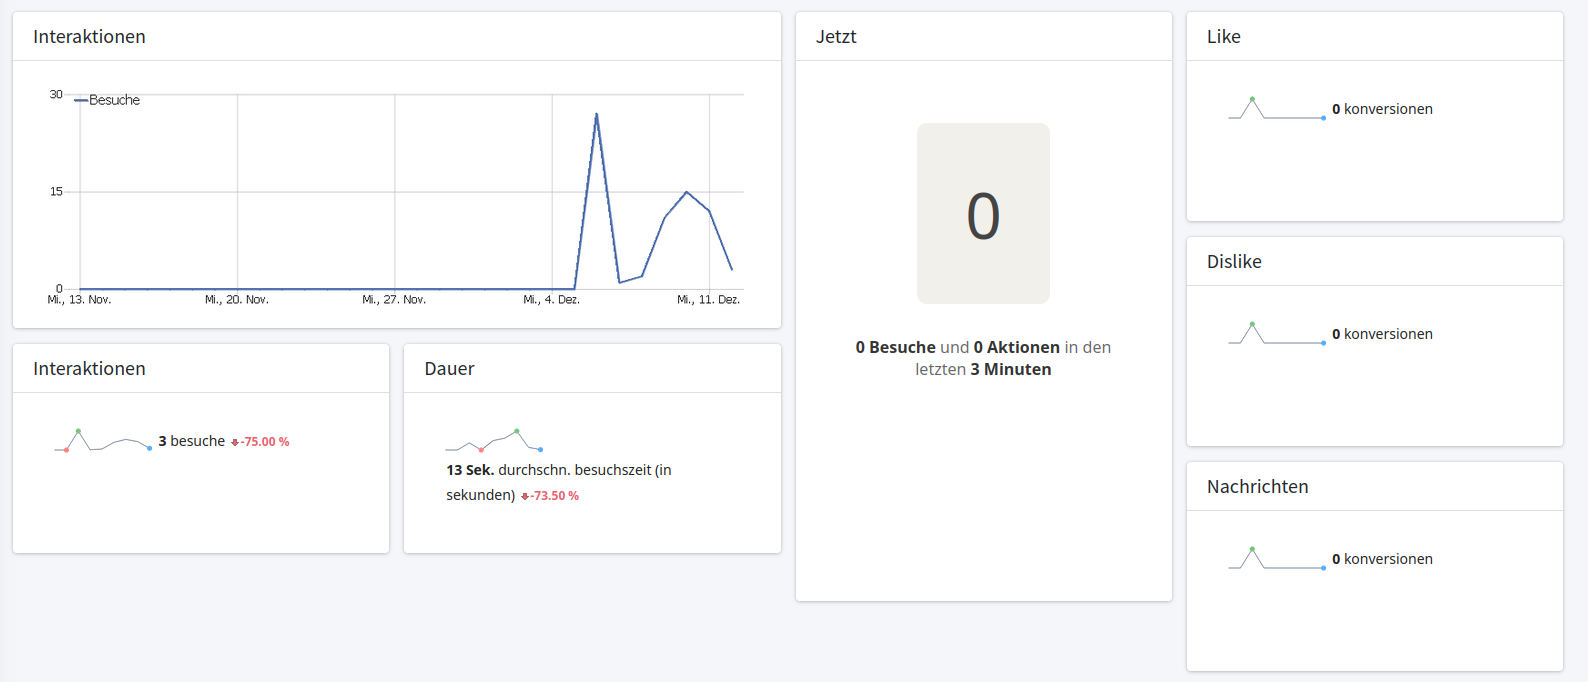 Interaktionen
30
Besuche
15
0
Mi., 13. Nov.
Mi., 20. Nov.
Mi., 27. Nov.
Mi., 4. Dez.
Mi., 11. Dez.
Interaktionen
3 besuche -75.00 %
Dauer
13 Sek. durchschn. besuchszeit (in
sekunden) -73.50 %
Jetzt
0
0 Besuche und 0 Aktionen in den
letzten 3 Minuten
Like
0 konversionen
Dislike
0 konversionen
Nachrichten
0 konversionen